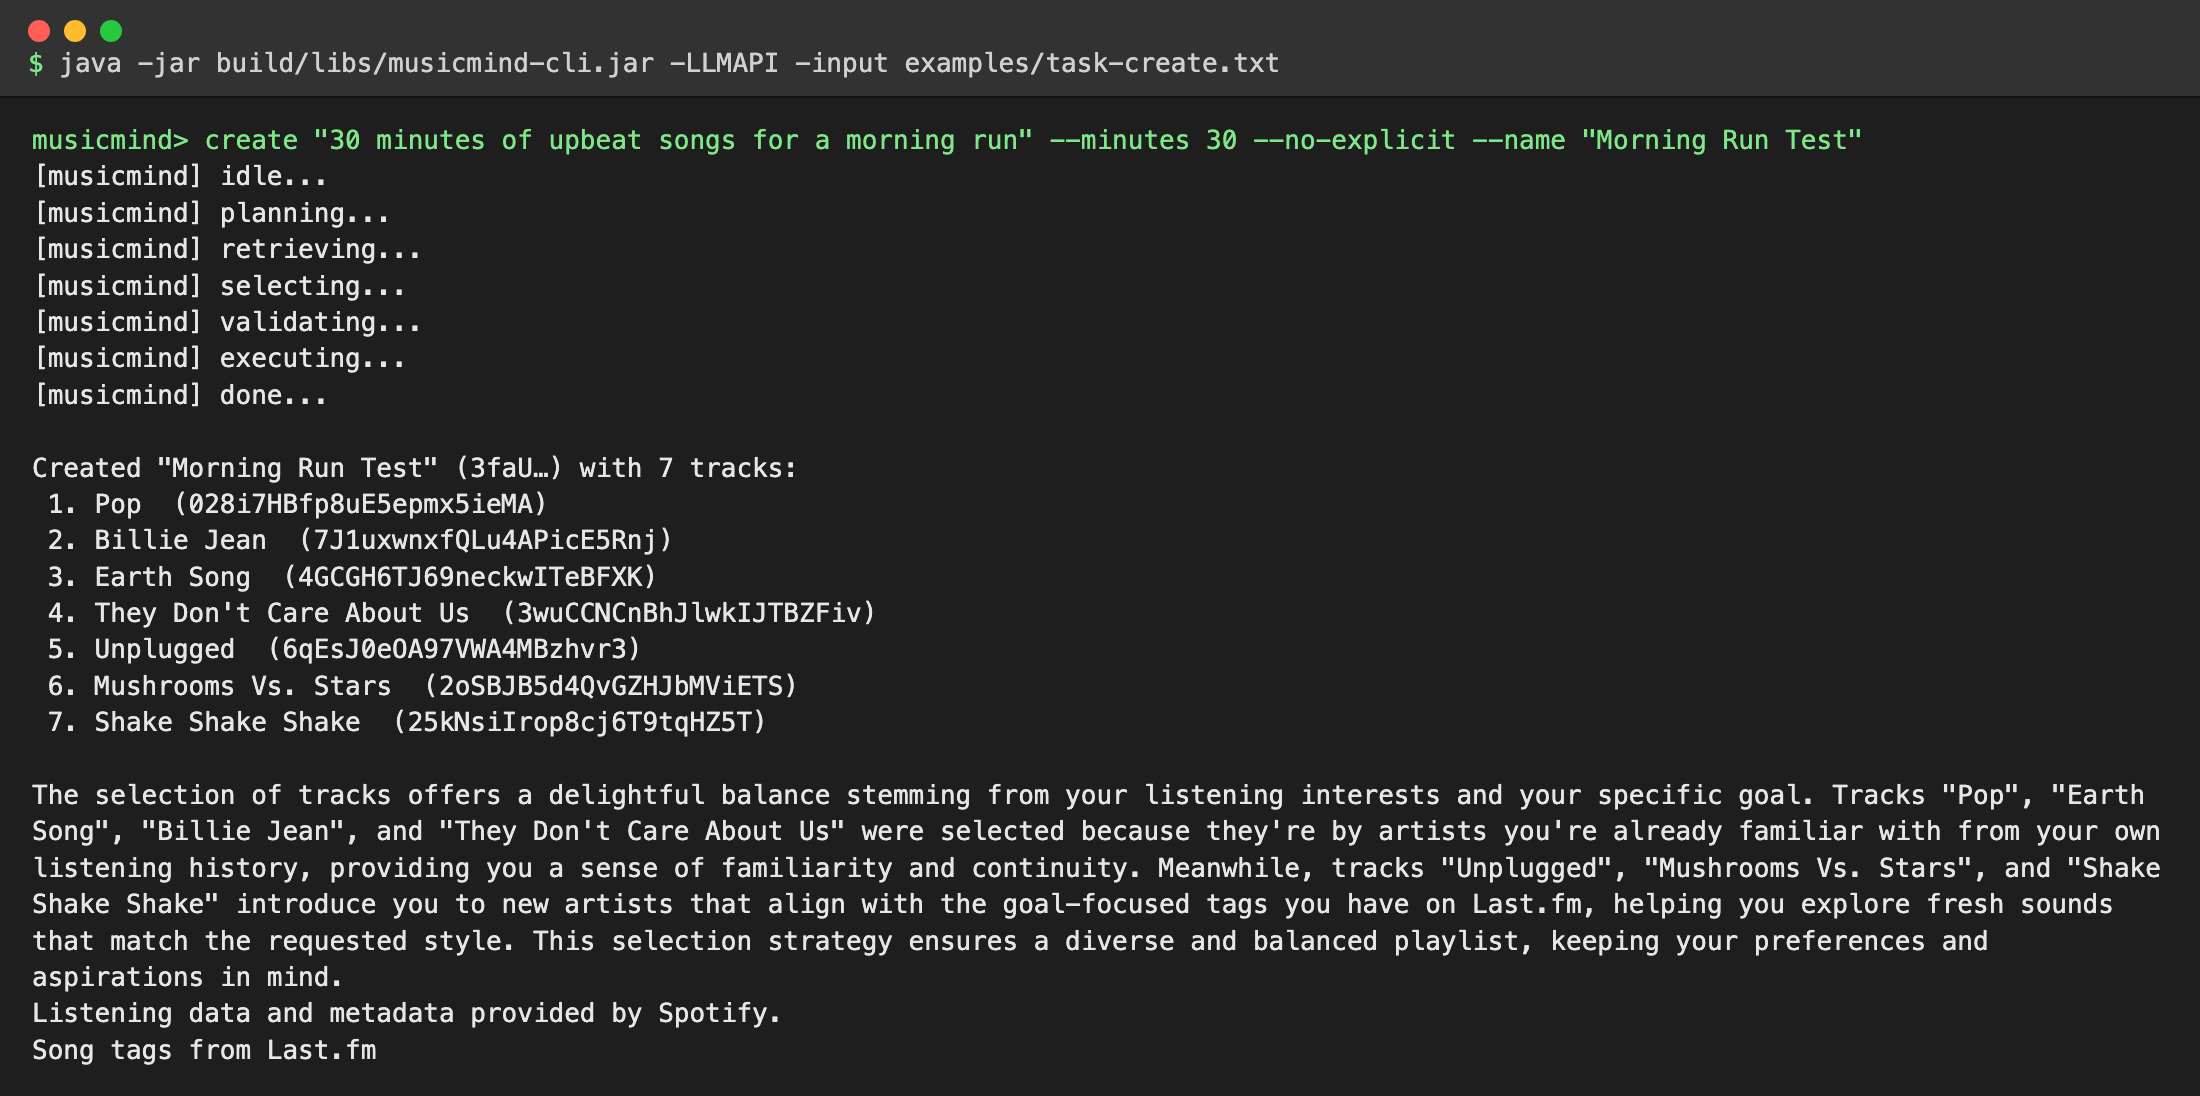 $ java -jar build/libs/musicmind-cli.jar -LLMAPI -input examples/task-create.txt
musicmind> create "30 minutes of upbeat songs for a morning run" --minutes 30 --no-explicit --name "Morning Run Test"
[musicmind] idle...
[musicmind] planning...
[musicmind] retrieving...
[musicmind] selecting...
[musicmind] validating...
[musicmind] executing...
[musicmind] done...
Created "Morning Run Test" (3faU…) with 7 tracks:
1. Pop  (028i7HBfp8uE5epmx5ieMA)
2. Billie Jean  (7J1uxwnxfQLu4APicE5Rnj)
3. Earth Song  (4GCGH6TJ69neckwITeBFXK)
4. They Don't Care About Us  (3wuCCNCnBhJlwkIJTBZFiv)
5. Unplugged  (6qEsJ0eOA97VWA4MBzhvr3)
6. Mushrooms Vs. Stars  (2oSBJB5d4QvGZHJbMViETS)
7. Shake Shake Shake  (25kNsiIrop8cj6T9tqHZ5T)
The selection of tracks offers a delightful balance stemming from your listening interests and your specific goal. Tracks "Pop", "Earth
Song", "Billie Jean", and "They Don't Care About Us" were selected because they're by artists you're already familiar with from your own
listening history, providing you a sense of familiarity and continuity. Meanwhile, tracks "Unplugged", "Mushrooms Vs. Stars", and "Shake
Shake Shake" introduce you to new artists that align with the goal-focused tags you have on Last.fm, helping you explore fresh sounds
that match the requested style. This selection strategy ensures a diverse and balanced playlist, keeping your preferences and
aspirations in mind.
Listening data and metadata provided by Spotify.
Song tags from Last.fm